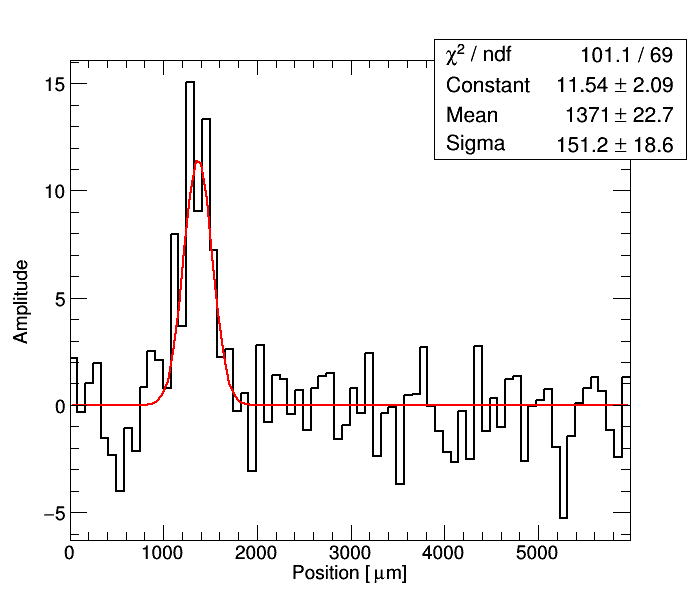 χ² / ndf 101.1 / 69
Constant 11.54 ± 2.09
Mean 1371 ± 22.7
Sigma 151.2 ± 18.6
15
10
5
0
−5
Amplitude
0 1000 2000 3000 4000 5000
Position [ μm]